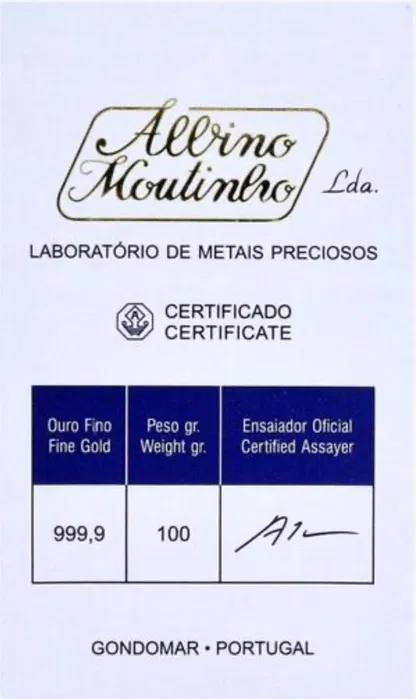 Albino
Moutinho Lda.
LABORATÓRIO DE METAIS PRECIOSOS
CERTIFICADO
CERTIFICATE
Ouro Fino
Fine Gold
Peso gr.
Weight gr.
Ensaiador Oficial
Certified Assayer
999,9
100
GONDOMAR • PORTUGAL